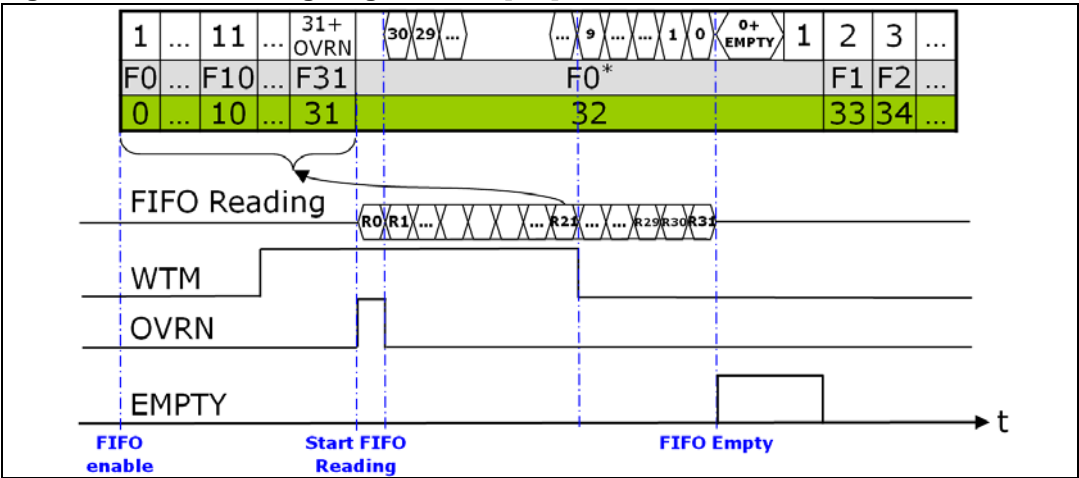 1 ... 11 ... 31+ OVRN 30 29 ... ... 9 ... ... 1 0 0+ EMPTY 1 2 3 ...
F0 ... F10 ... F31 F0* F1 F2 ...
0 ... 10 ... 31 32 33 34 ...
FIFO Reading
R0 R1 ... ... R21 ... ... R29 R30 R31
WTM
OVRN
EMPTY
t
FIFO enable
Start FIFO Reading
FIFO Empty